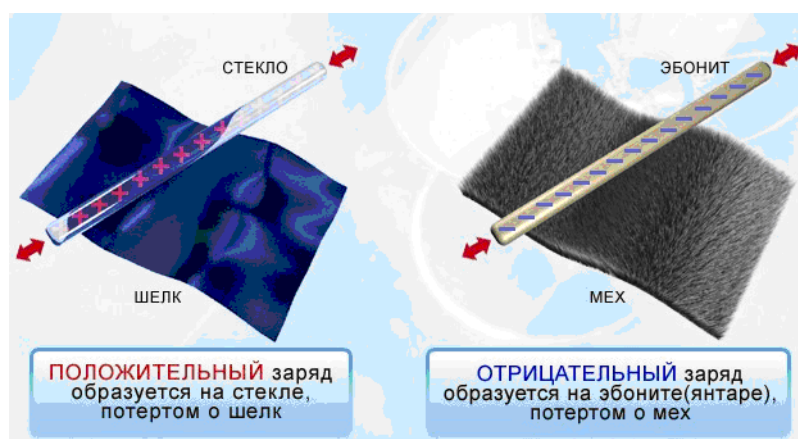 СТЕКЛО
ШЕЛК
ПОЛОЖИТЕЛЬНЫЙ заряд
образуется на стекле,
потертом о шелк
ЭБОНИТ
МЕХ
ОТРИЦАТЕЛЬНЫЙ заряд
образуется на эбоните(янтаре),
потертом о мех